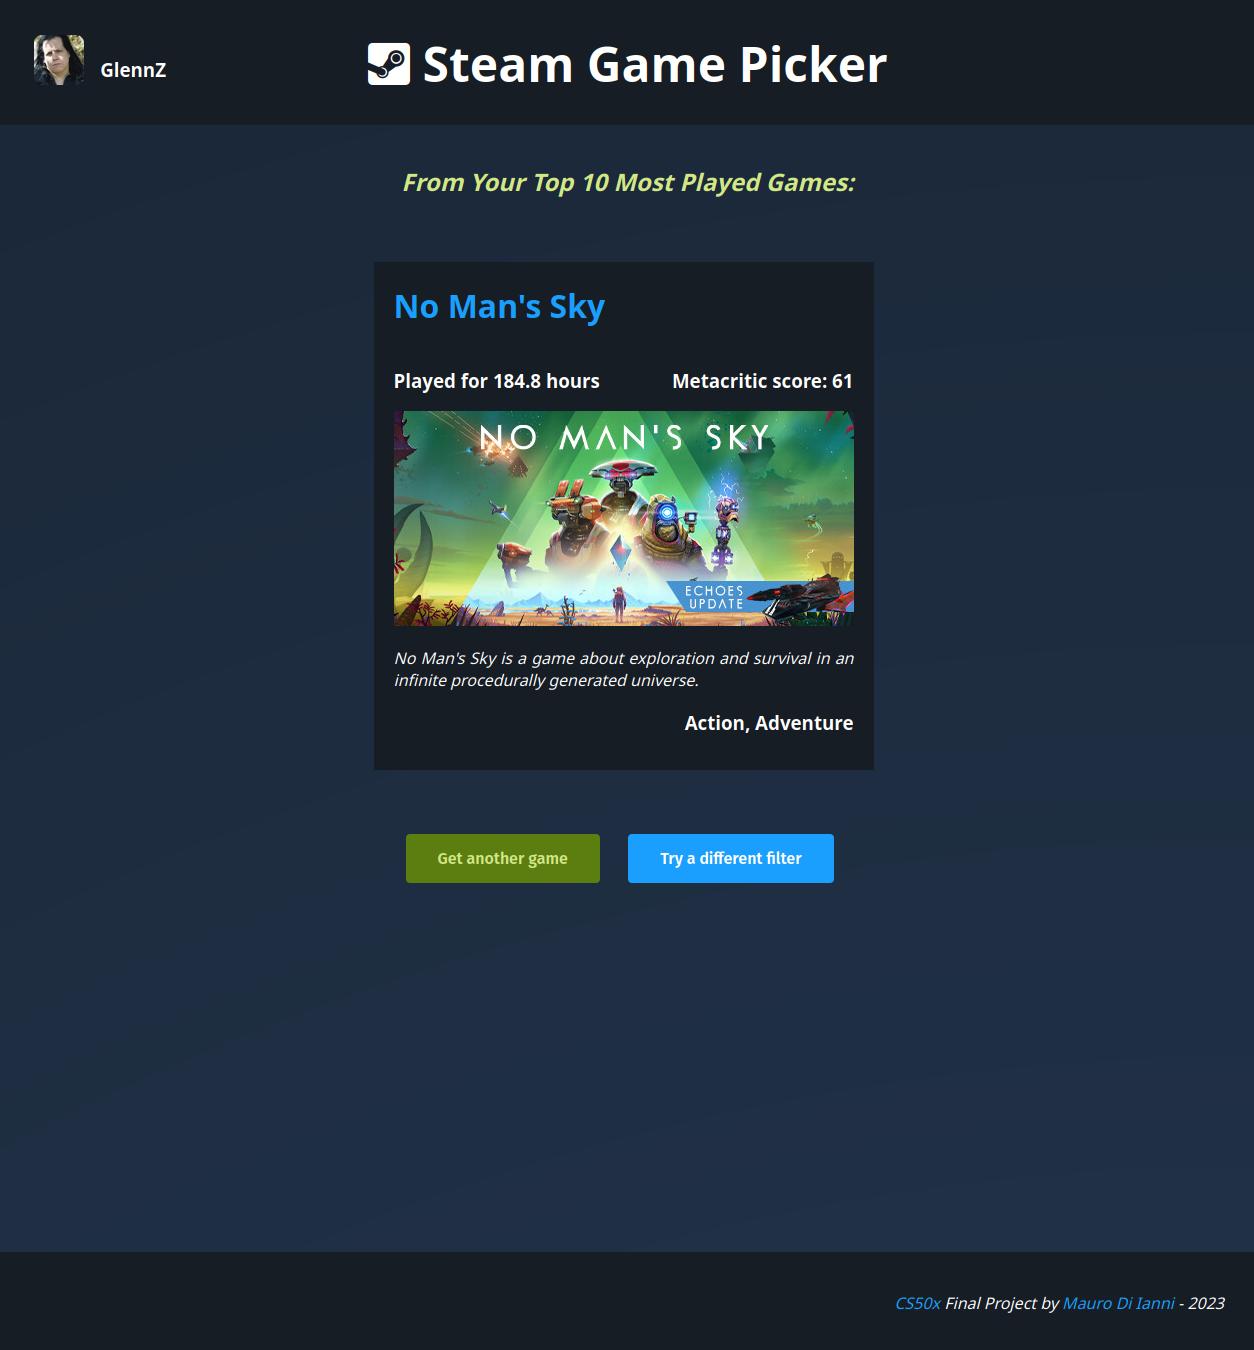 GlennZ
Steam Game Picker
From Your Top 10 Most Played Games:
No Man's Sky
Played for 184.8 hours
Metacritic score: 61
NO MAN'S SKY
ECHOES
UPDATE
No Man's Sky is a game about exploration and survival in an
infinite procedurally generated universe.
Action, Adventure
Get another game
Try a different filter
CS50x Final Project by Mauro Di Ianni - 2023